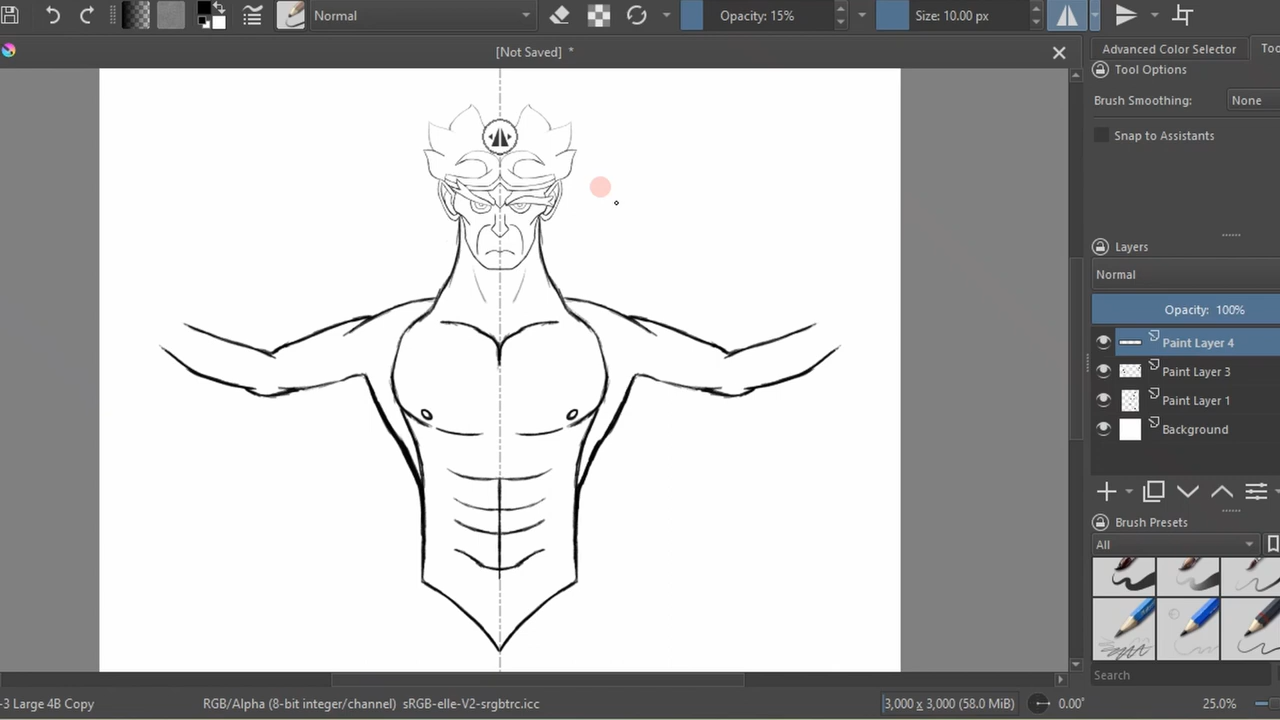 Normal
Opacity: 15%
Size: 10.00 px
[Not Saved] *
Advanced Color Selector
Too
Tool Options
Brush Smoothing: None
Snap to Assistants
Layers
Normal
Opacity: 100%
Paint Layer 4
Paint Layer 3
Paint Layer 1
Background
Brush Presets
All
Search
-3 Large 4B Copy
RGB/Alpha (8-bit integer/channel) sRGB-elle-V2-srgbtrc.icc
3,000 x 3,000 (58.0 MiB)
0.00°
25.0%